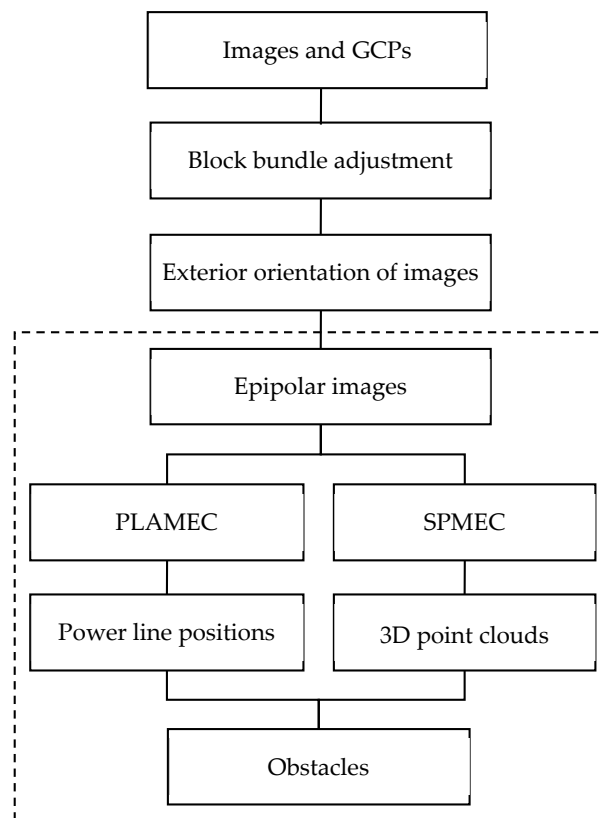 Images and GCPs
Block bundle adjustment
Exterior orientation of images
Epipolar images
PLAMEC
SPMEC
Power line positions
3D point clouds
Obstacles